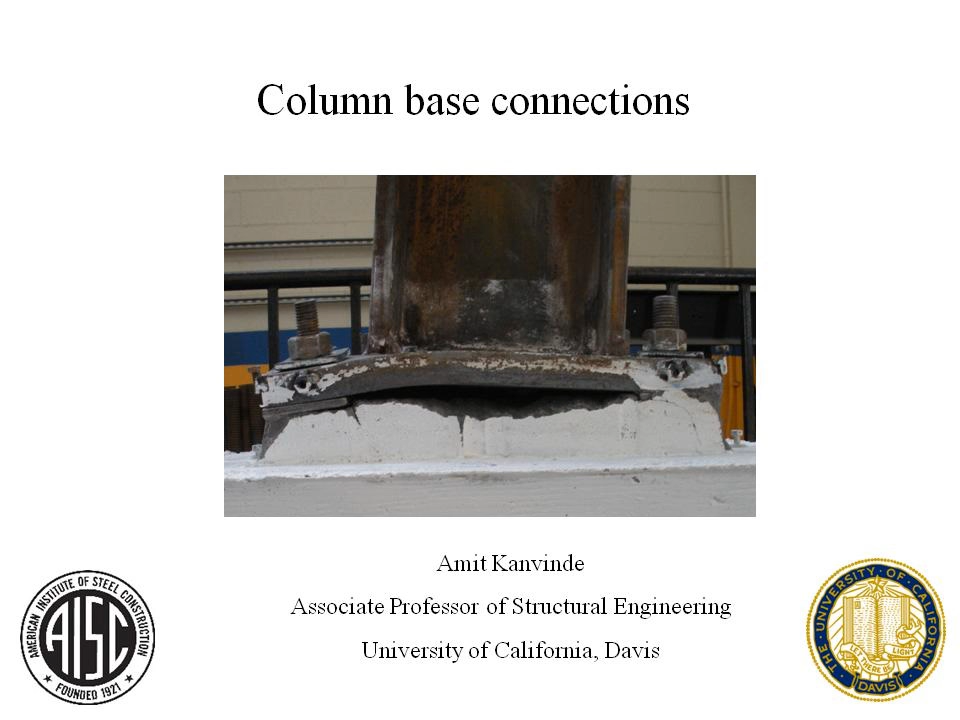 Column base connections
Amit Kanvinde
Associate Professor of Structural Engineering
University of California, Davis
AMERICAN INSTITUTE OF STEEL CONSTRUCTION
AISC
FOUNDED 1921
THE UNIVERSITY OF CALIFORNIA
LET THERE BE LIGHT
DAVIS